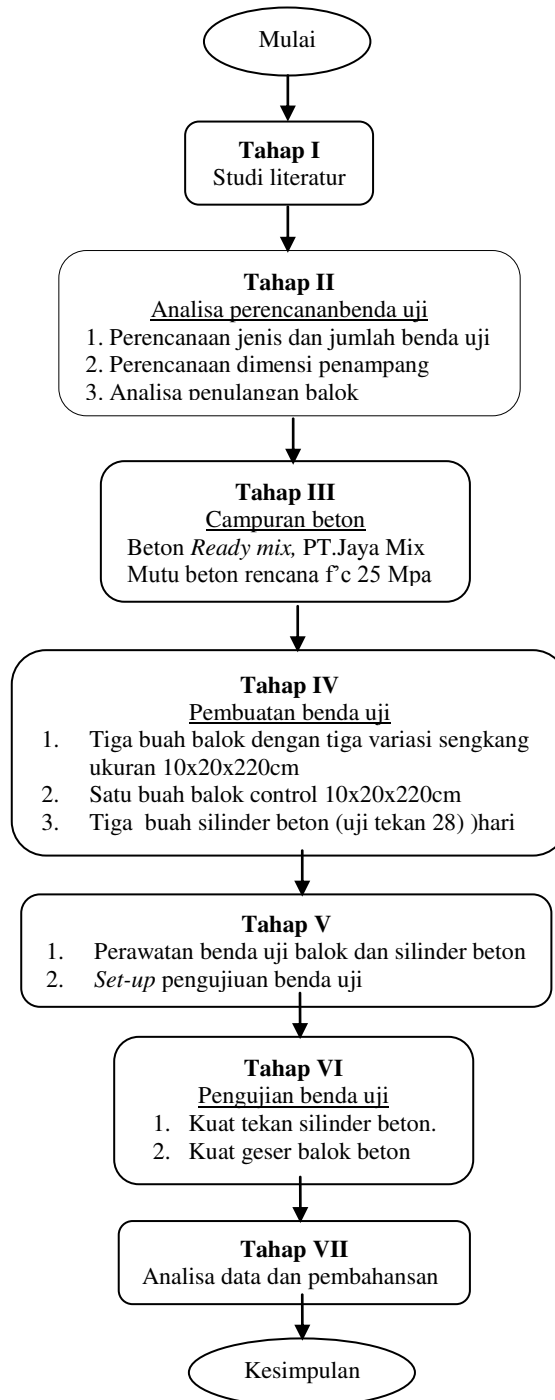 Mulai
Tahap I
Studi literatur
Tahap II
Analisa perencananbenda uji
1. Perencanaan jenis dan jumlah benda uji
2. Perencanaan dimensi penampang
3. Analisa penulangan balok
Tahap III
Campuran beton
Beton Ready mix, PT.Jaya Mix
Mutu beton rencana f’c 25 Mpa
Tahap IV
Pembuatan benda uji
1. Tiga buah balok dengan tiga variasi sengkang
ukuran 10x20x220cm
2. Satu buah balok control 10x20x220cm
3. Tiga buah silinder beton (uji tekan 28) )hari
Tahap V
1. Perawatan benda uji balok dan silinder beton
2. Set-up pengujiuan benda uji
Tahap VI
Pengujian benda uji
1. Kuat tekan silinder beton.
2. Kuat geser balok beton
Tahap VII
Analisa data dan pembahansan
Kesimpulan